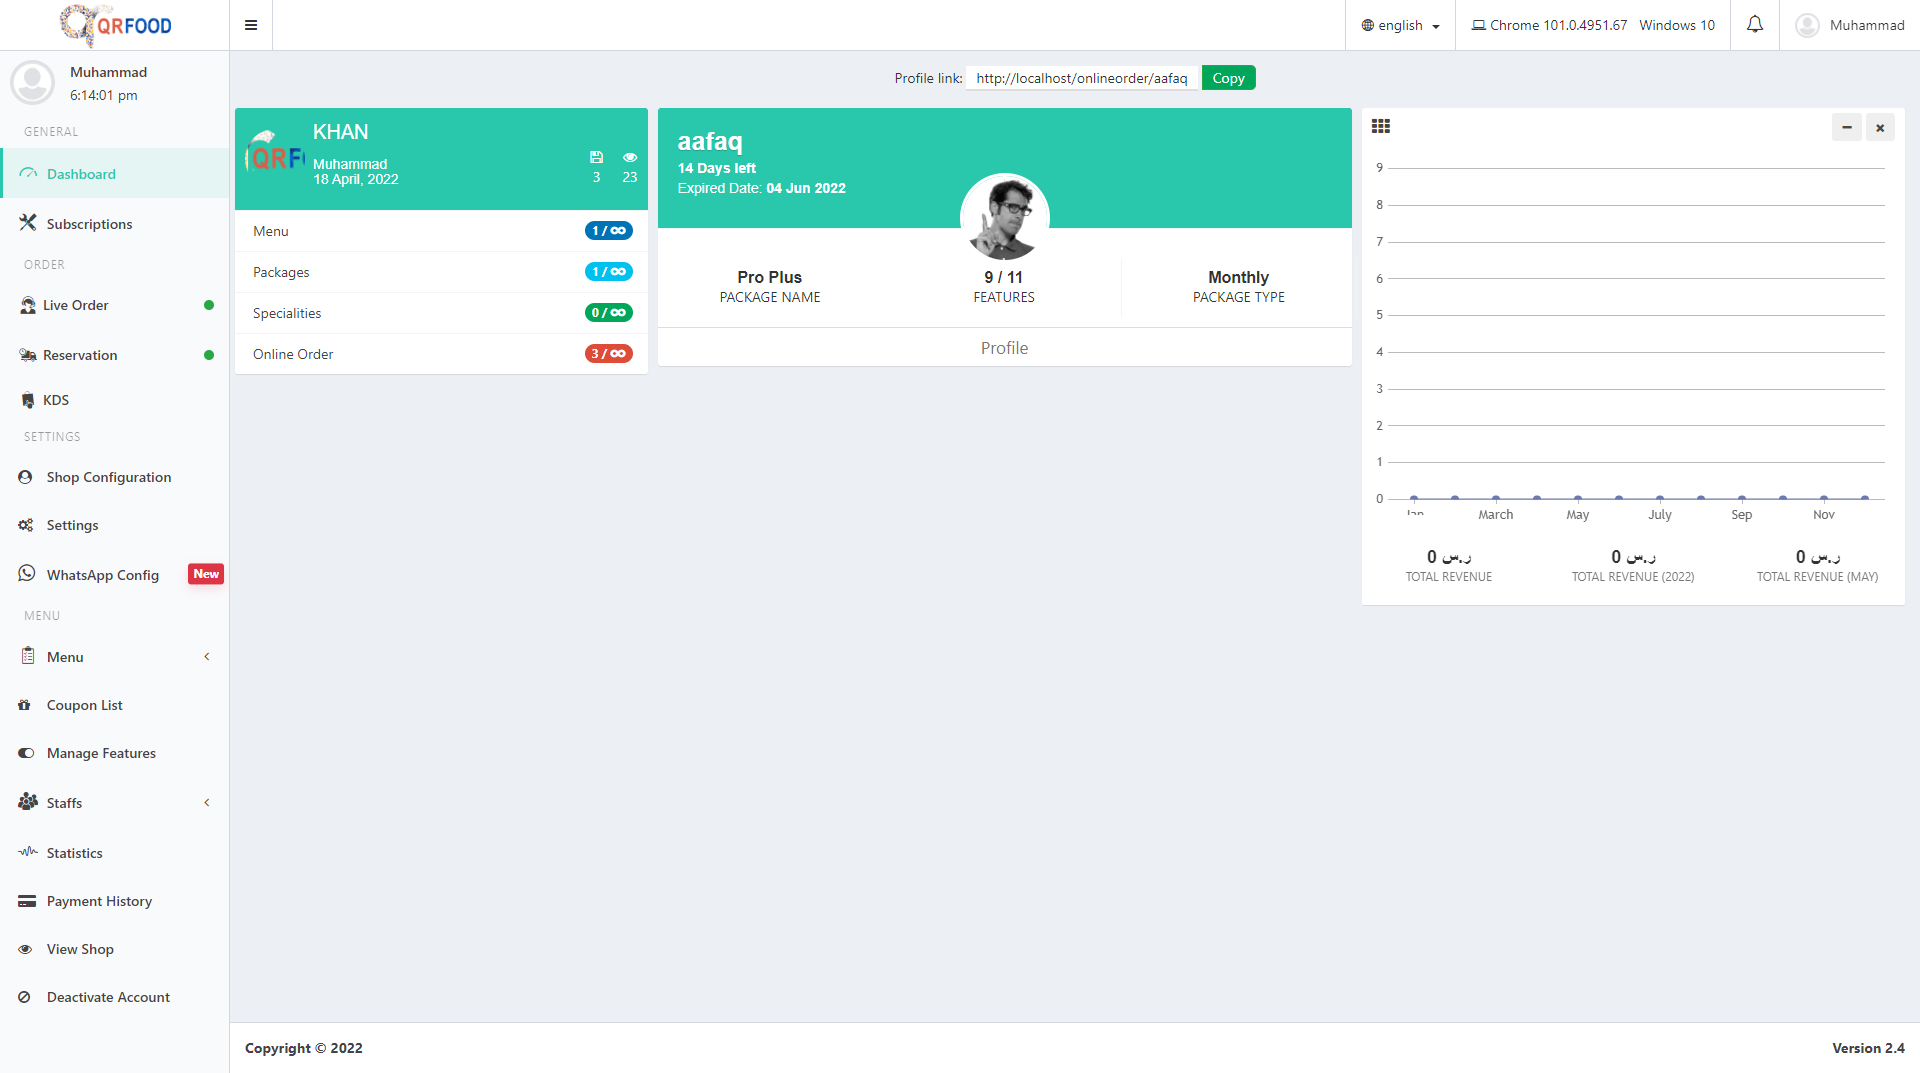 QRFOOD
english
Chrome 101.0.4951.67 Windows 10
Muhammad
Muhammad
6:14:01 pm
GENERAL
Dashboard
Subscriptions
ORDER
Live Order
Reservation
KDS
SETTINGS
Shop Configuration
Settings
WhatsApp Config New
MENU
Menu
Coupon List
Manage Features
Staffs
Statistics
Payment History
View Shop
Deactivate Account
Profile link: http://localhost/onlineorder/aafaq Copy
KHAN
Muhammad
18 April, 2022
3 23
Menu 1 / ∞
Packages 1 / ∞
Specialities 0 / ∞
Online Order 3 / ∞
aafaq
14 Days left
Expired Date: 04 Jun 2022
Pro Plus
PACKAGE NAME
9 / 11
FEATURES
Monthly
PACKAGE TYPE
Profile
9
8
7
6
5
4
3
2
1
0
Jan March May July Sep Nov
0 ر.س
TOTAL REVENUE
0 ر.س
TOTAL REVENUE (2022)
0 ر.س
TOTAL REVENUE (MAY)
Copyright © 2022
Version 2.4